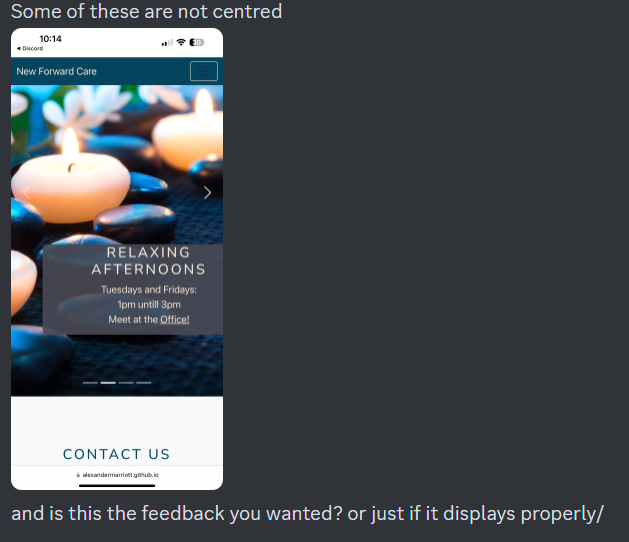 Some of these are not centred
10:14
◂ Discord
New Forward Care
RELAXING
AFTERNOONS
Tuesdays and Fridays:
1pm untill 3pm
Meet at the Office!
CONTACT US
alexandermarriott.github.io
and is this the feedback you wanted? or just if it displays properly/